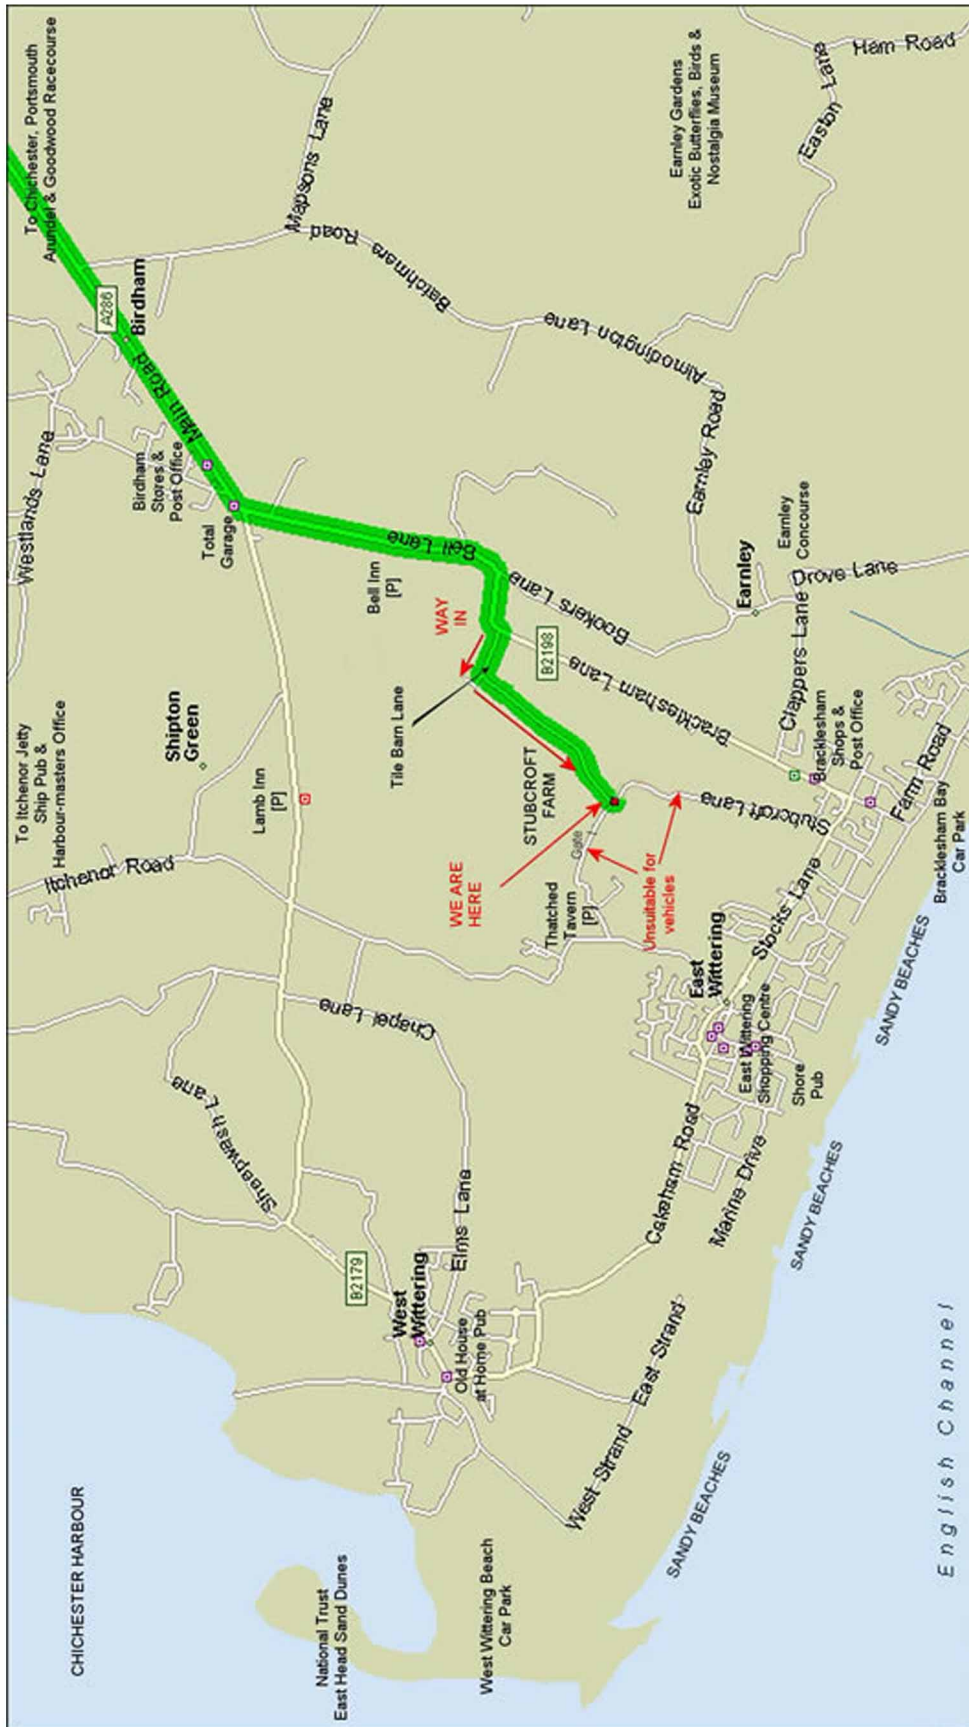 CHICHESTER HARBOUR
National Trust
East Head Sand Dunes
West Wittering Beach
Car Park
To Itchenor Jetty
Ship Pub &
Harbour-masters Office
Itchenor Road
Westlands Lane
To Chichester, Portsmouth
Arundel & Goodwood Racecourse
A286
Birdham
Main Road
Birdham
Stores &
Post Office
Total
Garage
Shipton
Green
Lamb Inn
[P]
Sheepwash Lane
Chapel Lane
B2179
West
Wittering
Elms Lane
Old House
at Home Pub
Mapsons Lane
Batchmans Road
Almodington Lane
Bell Lane
Bell Inn
[P]
WAY
IN
Tile Barn Lane
STUBCROFT
FARM
WE ARE
HERE
Gate
Thatched
Tavern
[P]
Unsuitable for
vehicles
Bookers Lane
B2198
Bracklesham Lane
Stubcroft Lane
Earnley Road
Earnley
Earnley
Concourse
Drove Lane
Clappers Lane
Earnley Gardens
Exotic Butterflies, Birds &
Nostalgia Museum
Easton Lane
Ham Road
Bracklesham
Shops &
Post Office
Farm Road
Bracklesham Bay
Car Park
Stocks Lane
East
Wittering
East Wittering
Shopping Centre
Shore
Pub
Cakeham Road
Marine Drive
East Strand
West Strand
SANDY BEACHES
SANDY BEACHES
SANDY BEACHES
English Channel